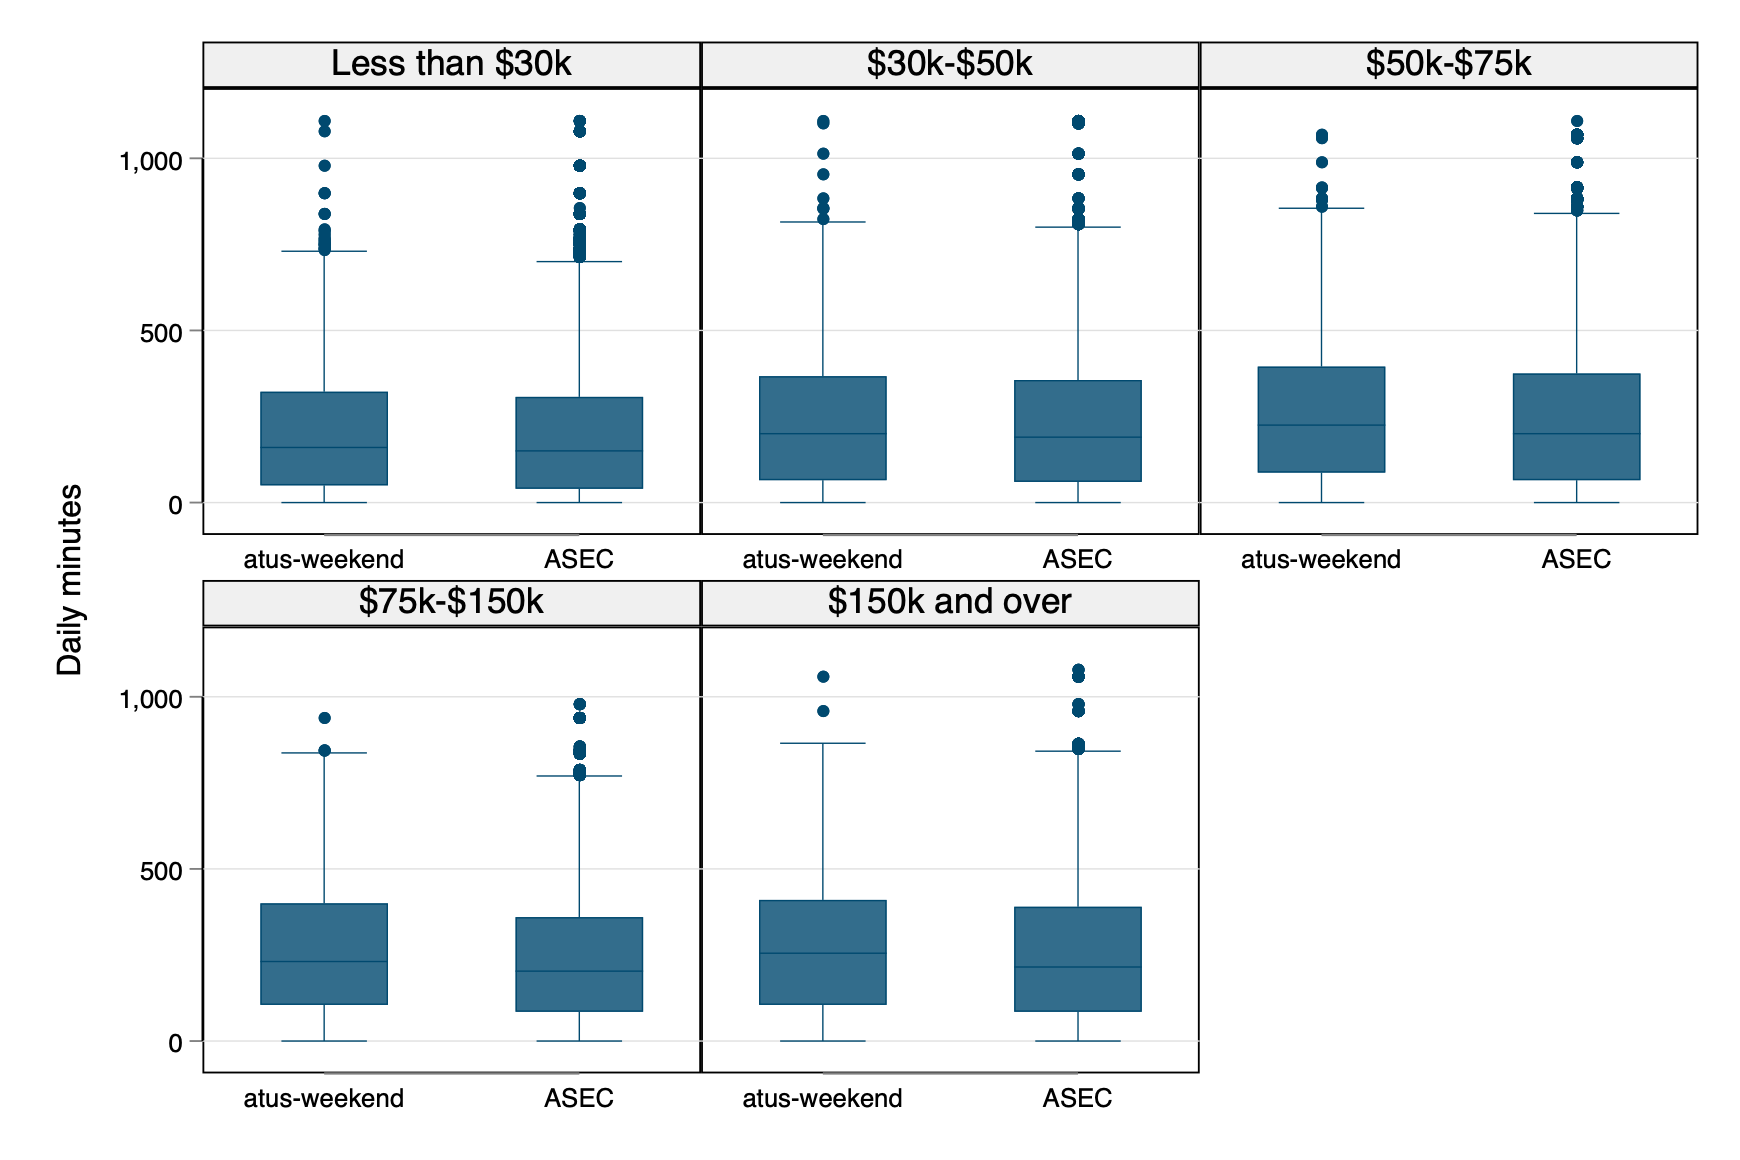 Less than $30k
$30k-$50k
$50k-$75k
1,000
500
0
atus-weekend
ASEC
atus-weekend
ASEC
atus-weekend
ASEC
Daily minutes
$75k-$150k
$150k and over
1,000
500
0
atus-weekend
ASEC
atus-weekend
ASEC